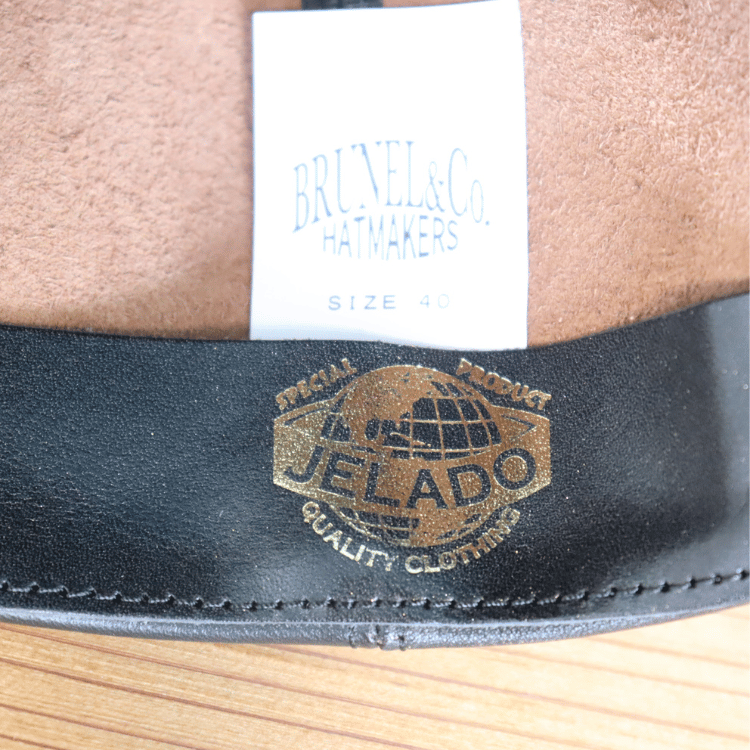 BRUNEL&Co.
HATMAKERS
SIZE 40
SPECIAL PRODUCT
JELADO
QUALITY CLOTHING